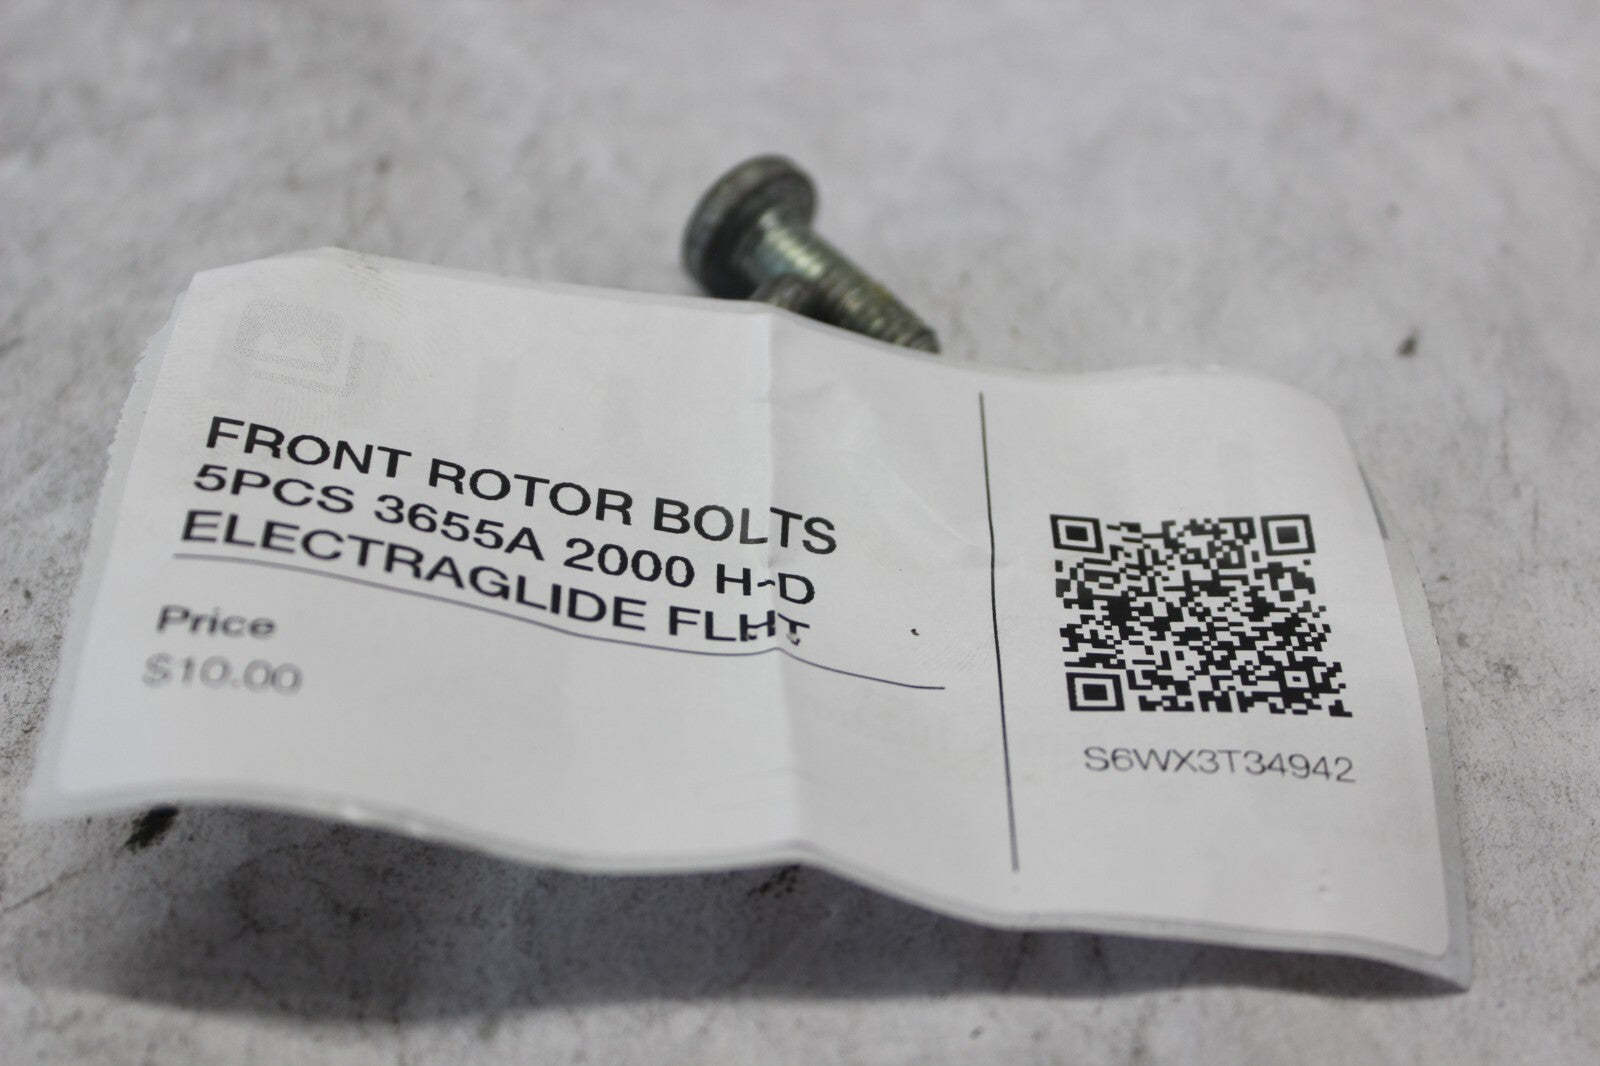 FRONT ROTOR BOLTS
5PCS 3655A 2000 H-D
ELECTRAGLIDE FLHT
Price
$10.00
S6WX3T34942